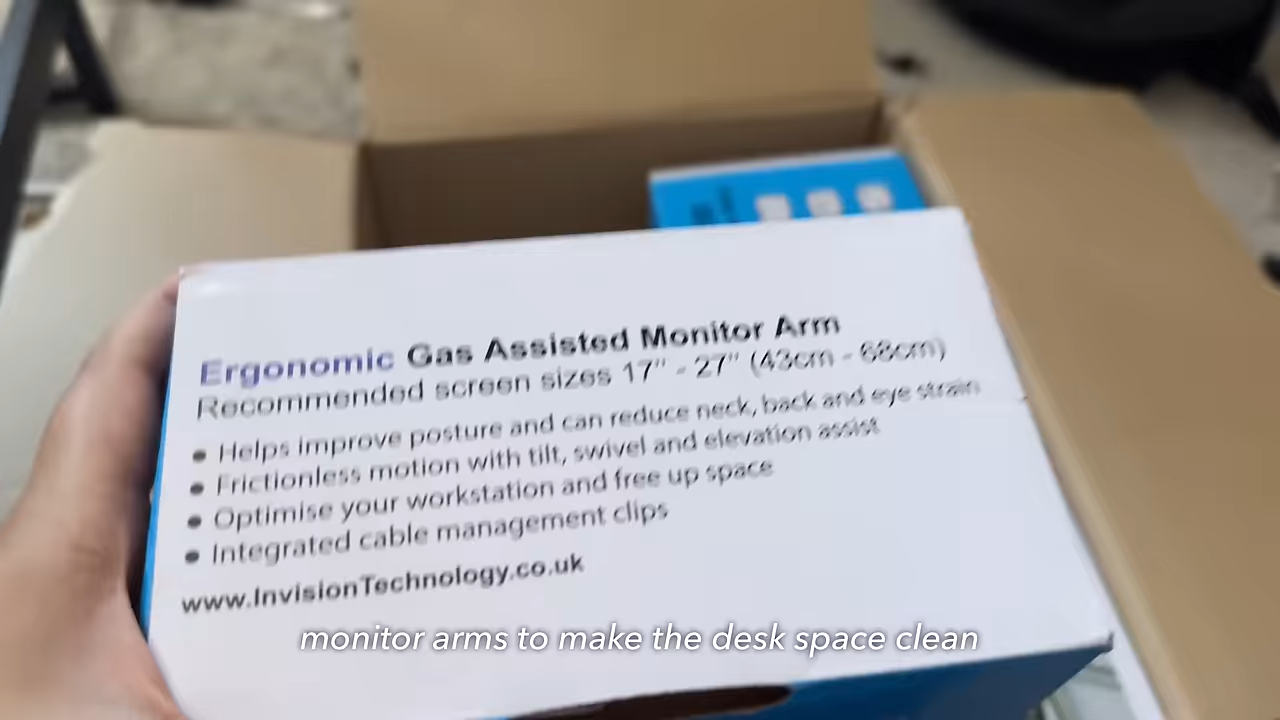 Ergonomic Gas Assisted Monitor Arm
Recommended screen sizes 17" - 27" (43cm - 68cm)
• Helps improve posture and can reduce neck, back and eye strain
• Frictionless motion with tilt, swivel and elevation assist
• Optimise your workstation and free up space
• Integrated cable management clips
www.InvisionTechnology.co.uk
monitor arms to make the desk space clean